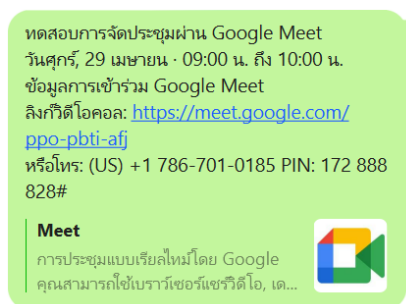 ทดสอบการจัดประชุมผ่าน Google Meet
วันศุกร์, 29 เมษายน · 09:00 น. ถึง 10:00 น.
ข้อมูลการเข้าร่วม Google Meet
ลิงก์วิดีโอคอล: https://meet.google.com/
ppo-pbti-afj
หรือโทร: (US) +1 786-701-0185 PIN: 172 888
828#
Meet
การประชุมแบบเรียลไทม์โดย Google
คุณสามารถใช้เบราว์เซอร์แชร์วิดีโอ, เด...